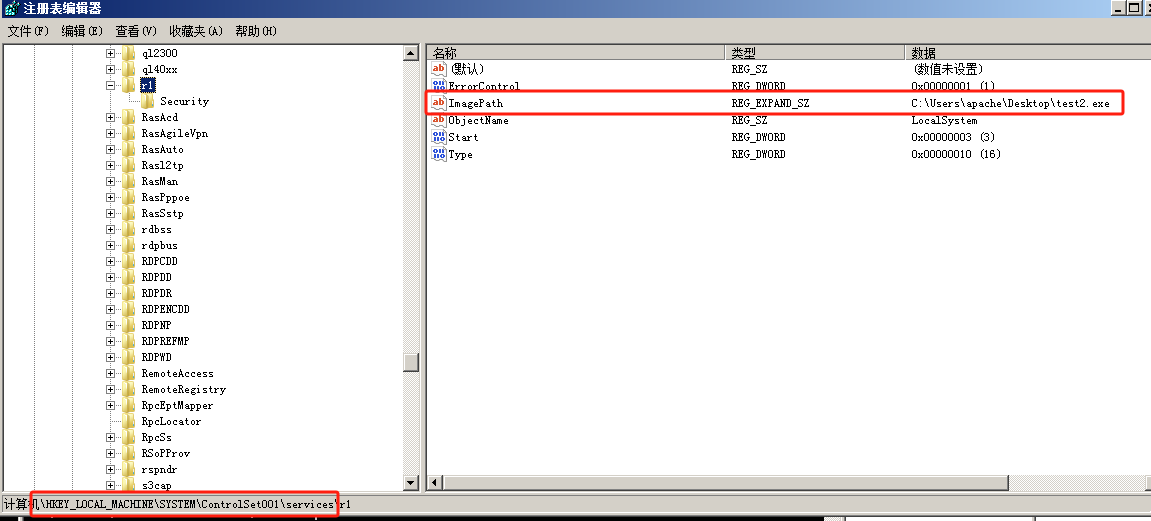 注册表编辑器
文件(F) 编辑(E) 查看(V) 收藏夹(A) 帮助(H)
ql2300
ql40xx
r1
Security
RasAcd
RasAgileVpn
RasAuto
Rasl2tp
RasMan
RasPppoe
RasSstp
rdbss
rdpbus
RDPCDD
RDPDD
RDPDR
RDPENCDD
RDPNP
RDPREFMP
RDPWD
RemoteAccess
RemoteRegistry
RpcEptMapper
RpcLocator
RpcSs
RSoPProv
rspndr
s3cap
名称 类型 数据
(默认) REG_SZ (数值未设置)
ErrorControl REG_DWORD 0x00000001 (1)
ImagePath REG_EXPAND_SZ C:\Users\apache\Desktop\test2.exe
ObjectName REG_SZ LocalSystem
Start REG_DWORD 0x00000003 (3)
Type REG_DWORD 0x00000010 (16)
计算机\HKEY_LOCAL_MACHINE\SYSTEM\ControlSet001\services\r1